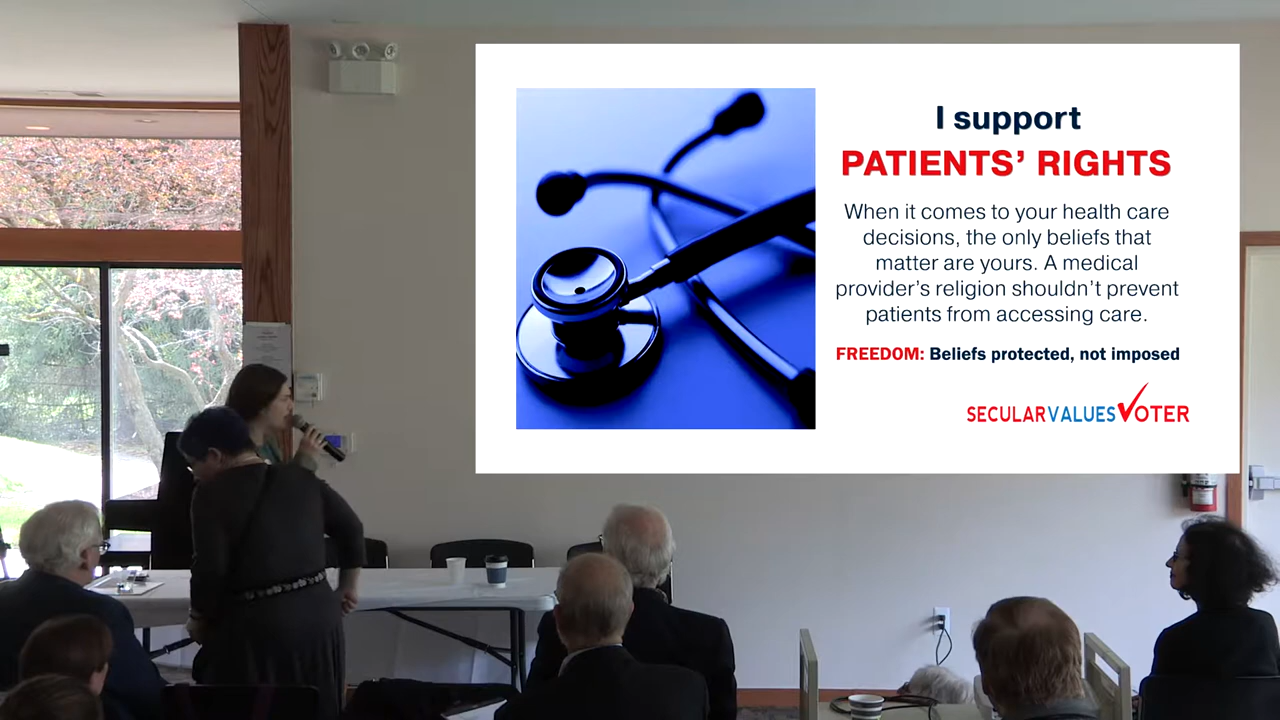 I support
PATIENTS’ RIGHTS
When it comes to your health care
decisions, the only beliefs that
matter are yours. A medical
provider’s religion shouldn’t prevent
patients from accessing care.
FREEDOM: Beliefs protected, not imposed
SECULARVALUESVOTER